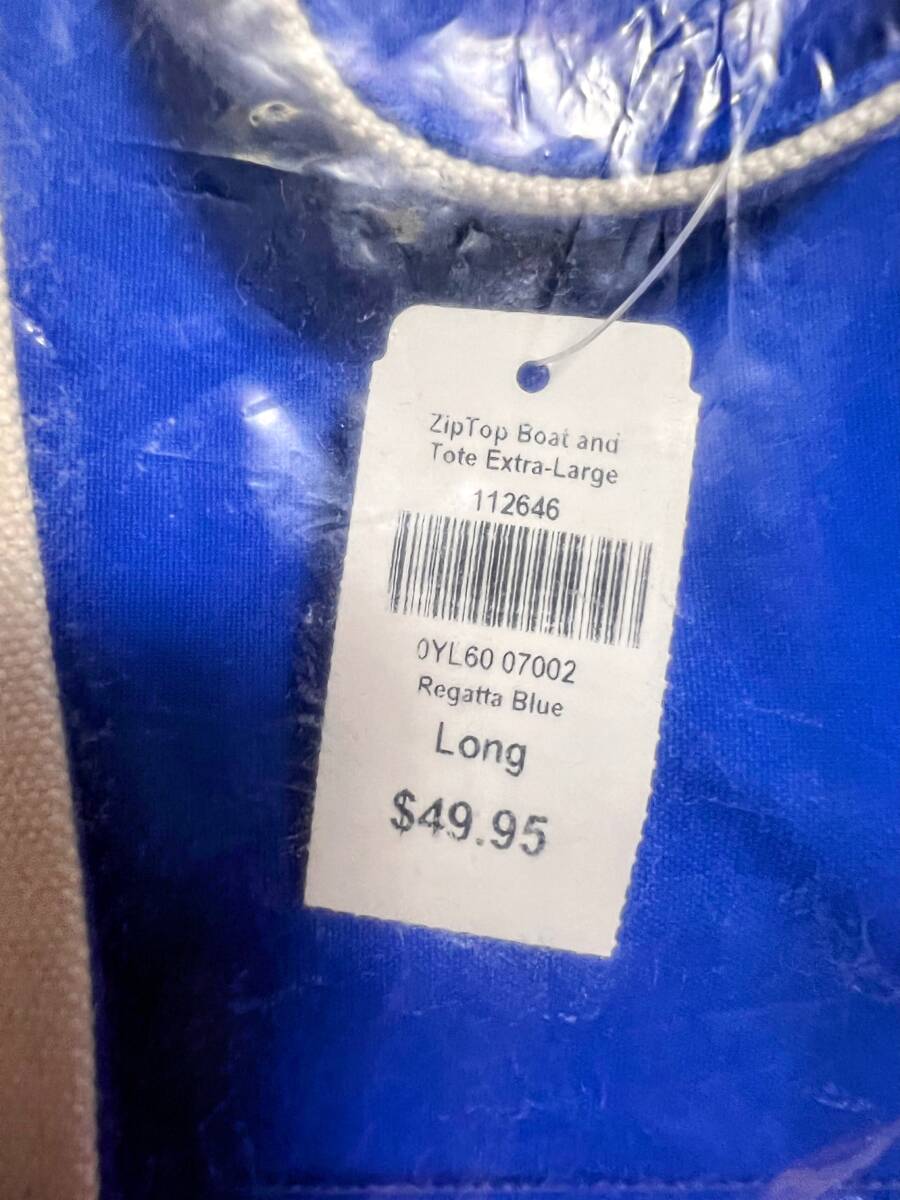 ZipTop Boat and
Tote Extra-Large
112646
0YL60 07002
Regatta Blue
Long
$49.95